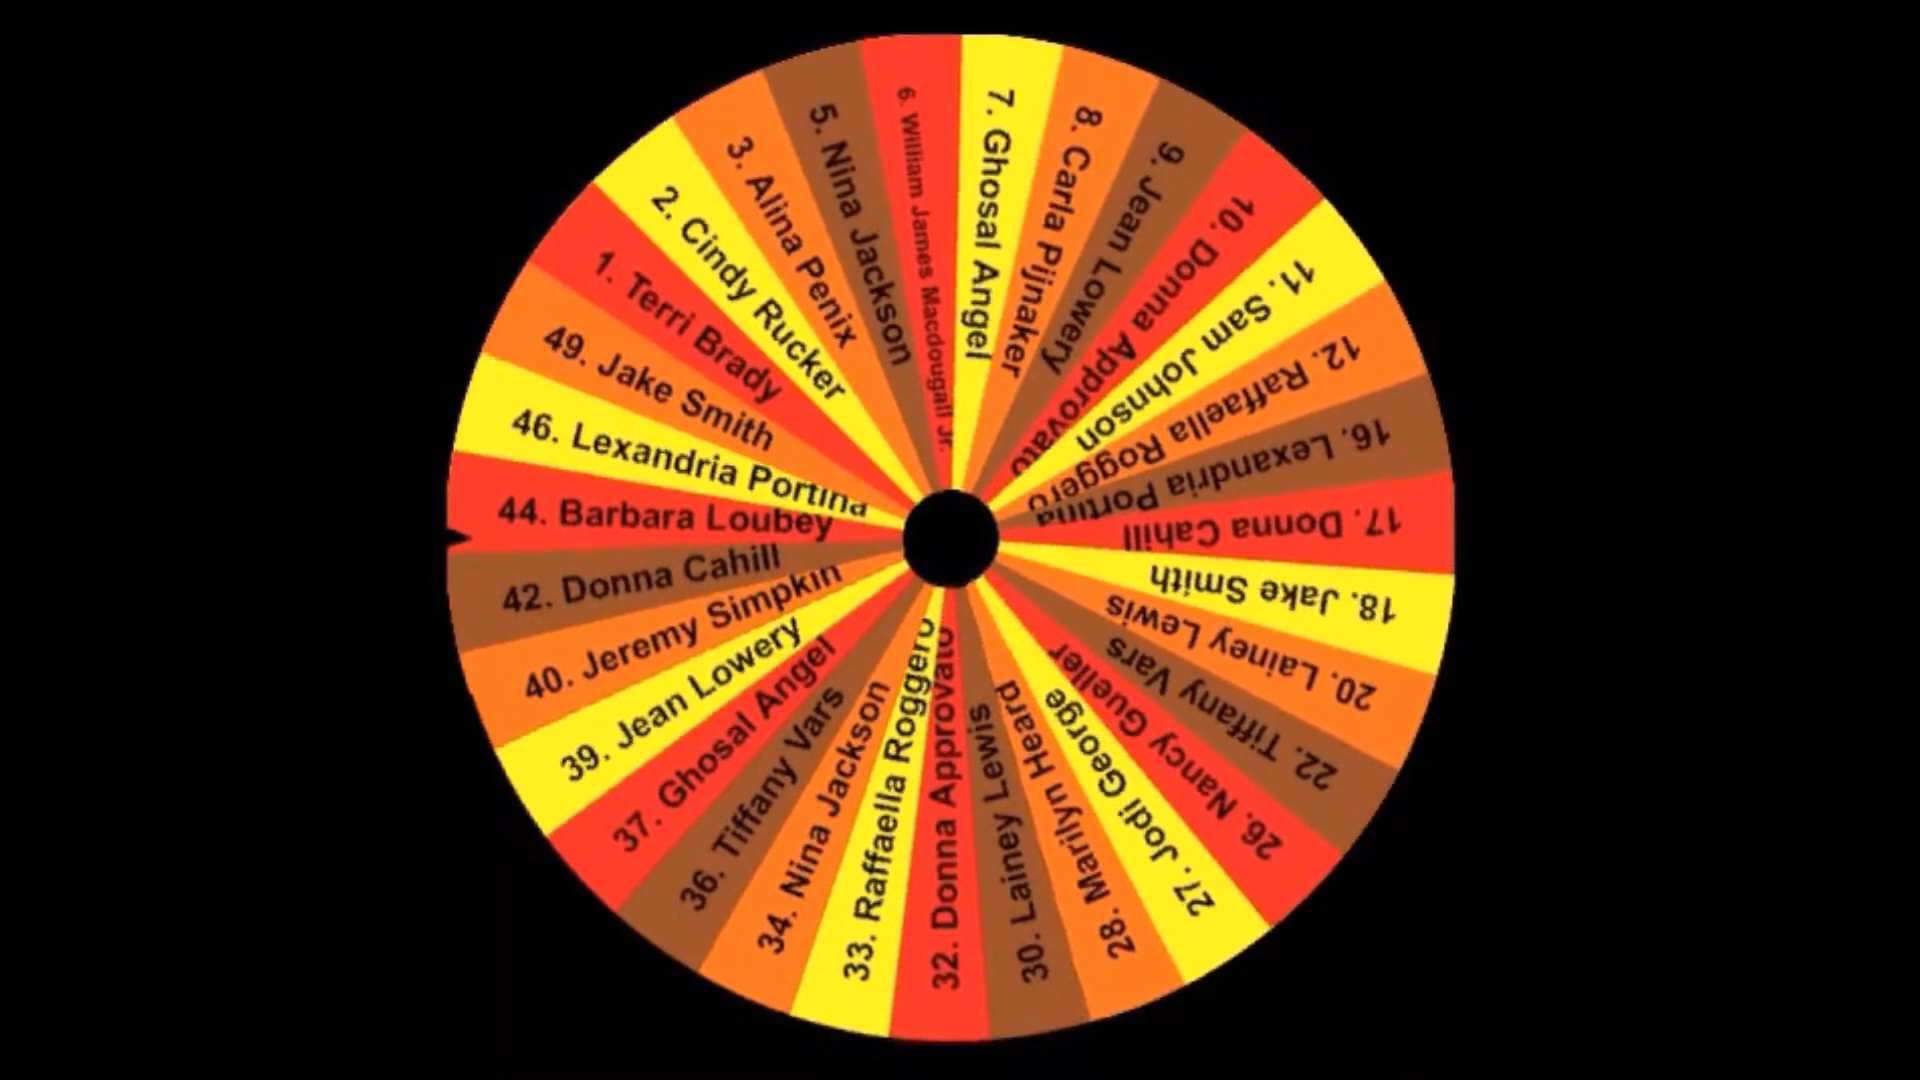 1. Terri Brady
2. Cindy Rucker
3. Alina Penix
5. Nina Jackson
6. William James Macdougall Jr.
7. Ghosal Angel
8. Carla Pijnaker
9. Jean Lowery
10. Donna Approvato
11. Sam Johnson
12. Raffaella Roggero
16. Lexandria Portina
17. Donna Cahill
18. Jake Smith
20. Lainey Lewis
22. Tiffany Vars
26. Nancy Guellier
27. Jodi George
28. Marilyn Heard
30. Lainey Lewis
32. Donna Approvato
33. Raffaella Roggero
34. Nina Jackson
36. Tiffany Vars
37. Ghosal Angel
39. Jean Lowery
40. Jeremy Simpkin
42. Donna Cahill
44. Barbara Loubey
46. Lexandria Portina
49. Jake Smith